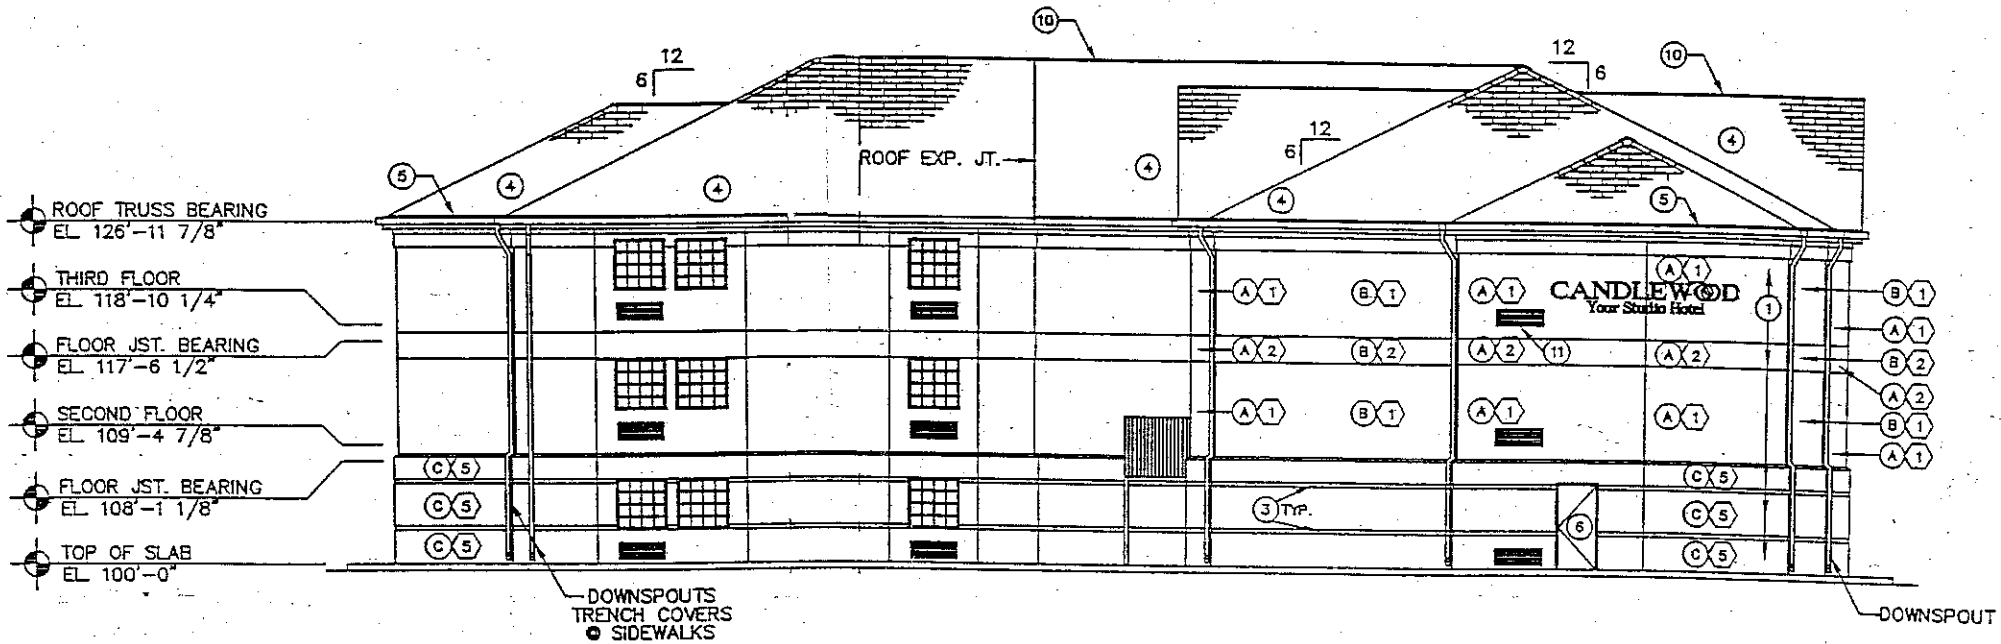 10
12
6
12
6
10
12
6
ROOF EXP. JT.
4
4
5
4
4
4
5
ROOF TRUSS BEARING
EL 126'-11 7/8"
THIRD FLOOR
EL 118'-10 1/4"
FLOOR JST. BEARING
EL 117'-6 1/2"
SECOND FLOOR
EL 109'-4 7/8"
FLOOR JST. BEARING
EL 108'-1 1/8"
TOP OF SLAB
EL 100'-0"
A 1
A 1
B 1
A 1
CANDLEWOOD
Your Studio Hotel
1
B 1
A 1
A 2
B 2
A 2
11
A 2
B 2
A 2
A 1
B 1
A 1
A 1
B 1
A 1
C 5
C 5
C 5
3 TYP.
6
C 5
C 5
C 5
DOWNSPOUTS
TRENCH COVERS
@ SIDEWALKS
DOWNSPOUT